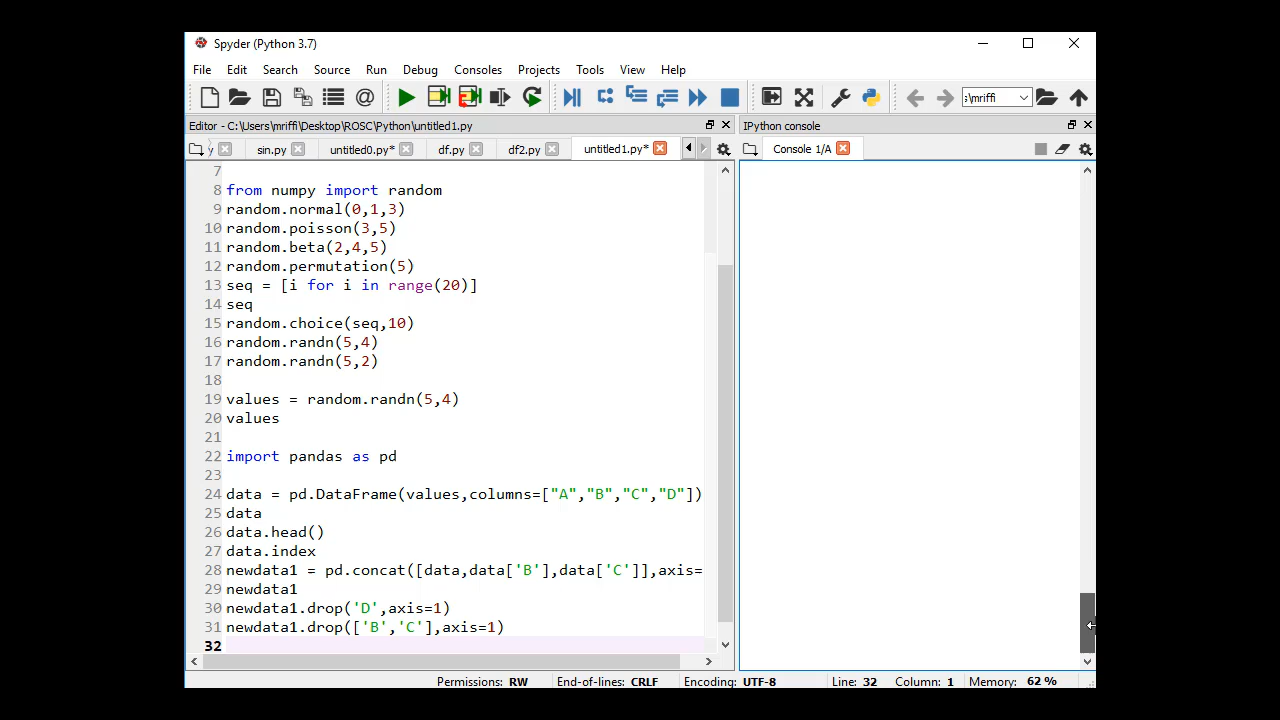 Spyder (Python 3.7)
File Edit Search Source Run Debug Consoles Projects Tools View Help
;\mriffi
Editor - C:\Users\mriffi\Desktop\ROSC\Python\untitled1.py
IPython console
y sin.py untitled0.py* df.py df2.py untitled1.py*
Console 1/A
7
8 from numpy import random
9 random.normal(0,1,3)
10 random.poisson(3,5)
11 random.beta(2,4,5)
12 random.permutation(5)
13 seq = [i for i in range(20)]
14 seq
15 random.choice(seq,10)
16 random.randn(5,4)
17 random.randn(5,2)
18
19 values = random.randn(5,4)
20 values
21
22 import pandas as pd
23
24 data = pd.DataFrame(values,columns=["A","B","C","D"])
25 data
26 data.head()
27 data.index
28 newdata1 = pd.concat([data,data['B'],data['C']],axis=
29 newdata1
30 newdata1.drop('D',axis=1)
31 newdata1.drop(['B','C'],axis=1)
32
Permissions: RW End-of-lines: CRLF Encoding: UTF-8 Line: 32 Column: 1 Memory: 62 %